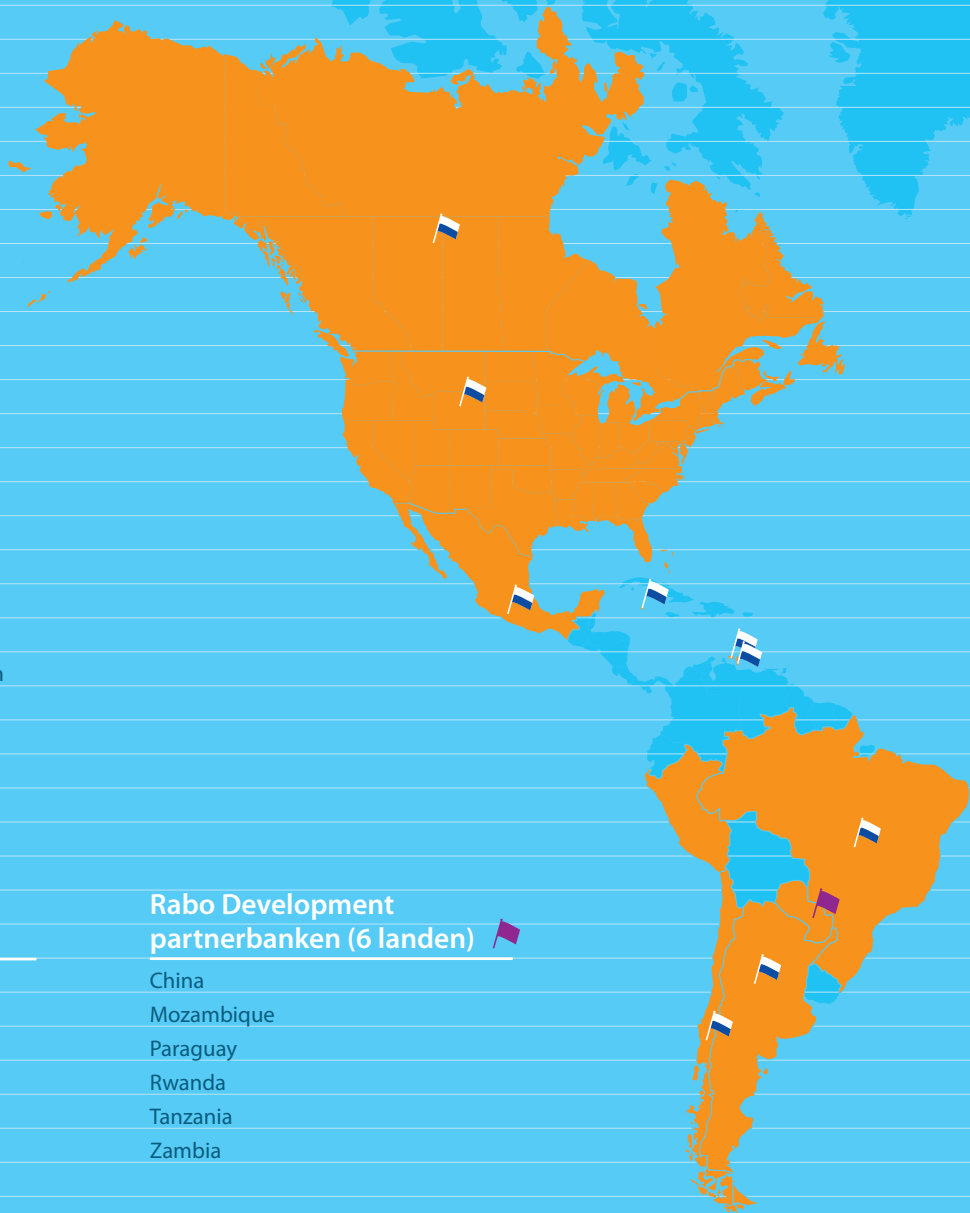 n
Rabo Development
partnerbanken (6 landen)
China
Mozambique
Paraguay
Rwanda
Tanzania
Zambia